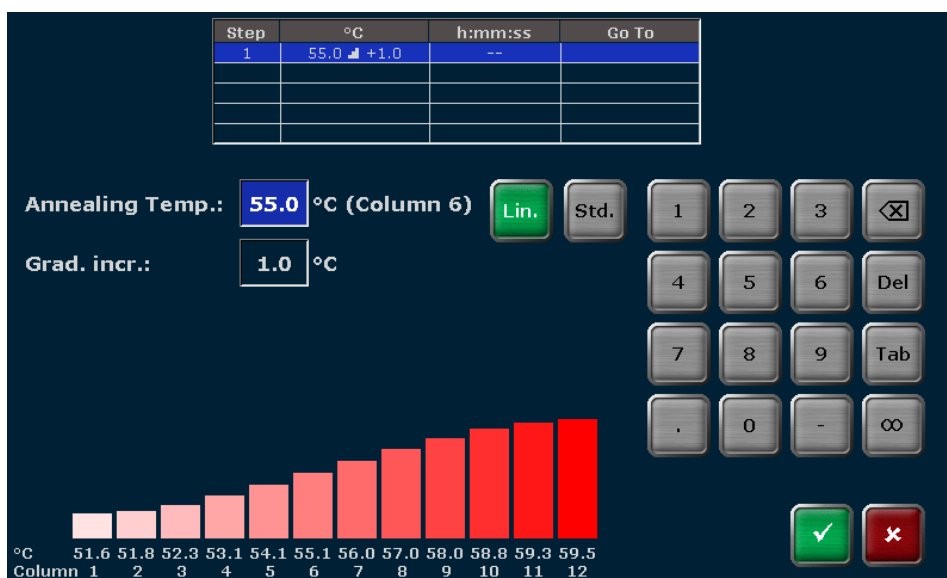 Step °C h:mm:ss Go To
1 55.0 +1.0 --
Annealing Temp.: 55.0 °C (Column 6) Lin. Std. 1 2 3
Grad. incr.: 1.0 °C
4 5 6 Del
7 8 9 Tab
. 0 - ∞
°C 51.6 51.8 52.3 53.1 54.1 55.1 56.0 57.0 58.0 58.8 59.3 59.5
Column 1 2 3 4 5 6 7 8 9 10 11 12